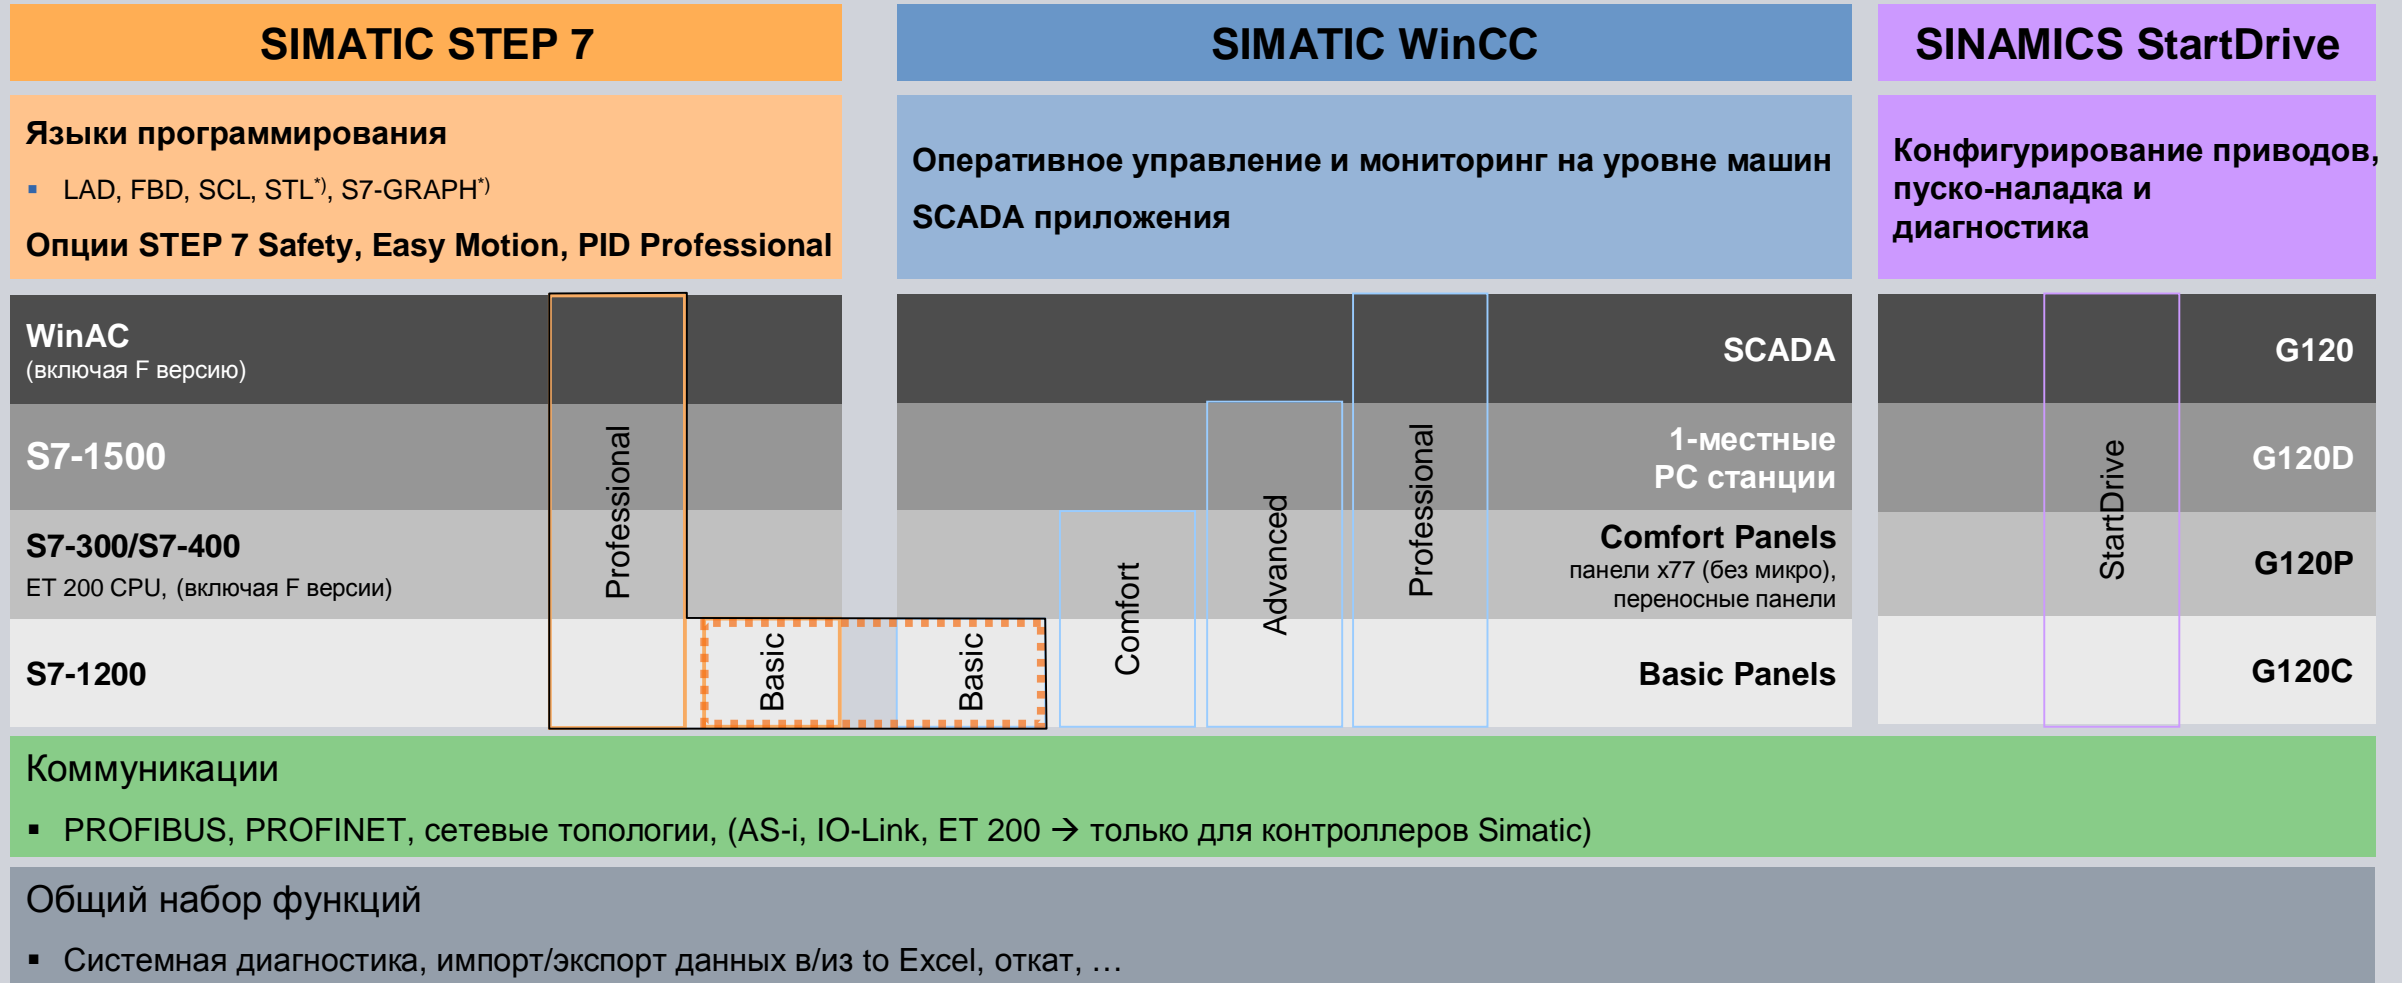 SIMATIC STEP 7
Языки программирования
▪ LAD, FBD, SCL, STL*), S7-GRAPH*)
Опции STEP 7 Safety, Easy Motion, PID Professional
WinAC
(включая F версию)
S7-1500
S7-300/S7-400
ET 200 CPU, (включая F версии)
S7-1200
Professional
Basic
SIMATIC WinCC
Оперативное управление и мониторинг на уровне машин
SCADA приложения
Basic
Comfort
Advanced
Professional
SCADA
1-местные
PC станции
Comfort Panels
панели x77 (без микро),
переносные панели
Basic Panels
SINAMICS StartDrive
Конфигурирование приводов,
пуско-наладка и
диагностика
StartDrive
G120
G120D
G120P
G120C
Коммуникации
▪ PROFIBUS, PROFINET, сетевые топологии, (AS-i, IO-Link, ET 200 → только для контроллеров Simatic)
Общий набор функций
▪ Системная диагностика, импорт/экспорт данных в/из to Excel, откат, …